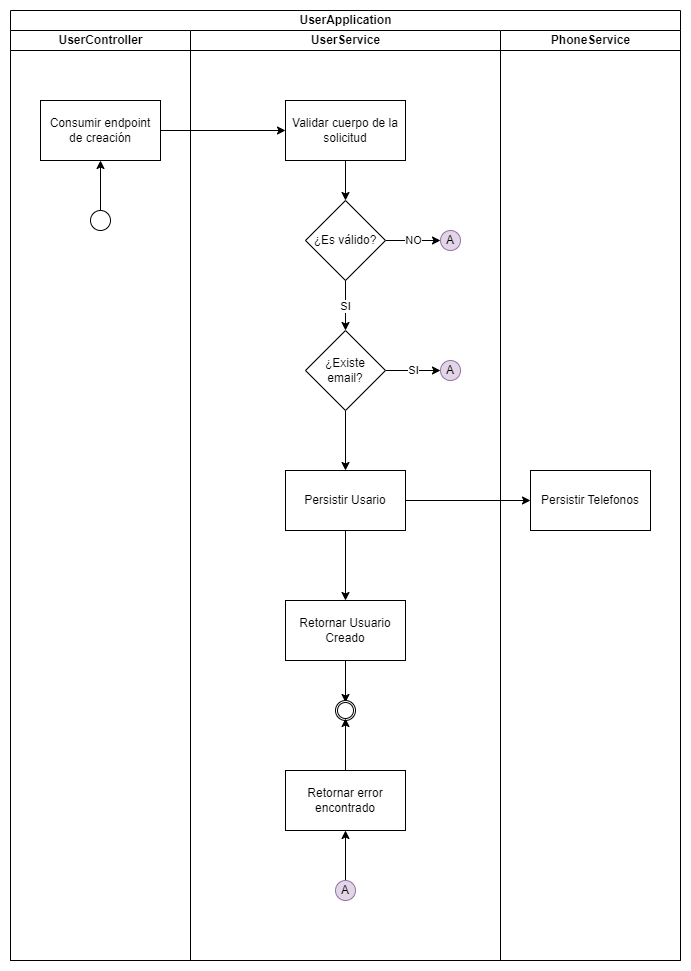 UserApplication
UserController
UserService
PhoneService
Consumir endpoint
de creación
Validar cuerpo de la
solicitud
¿Es válido?
NO
A
SI
¿Existe
email?
SI
A
Persistir Usario
Persistir Telefonos
Retornar Usuario
Creado
Retornar error
encontrado
A